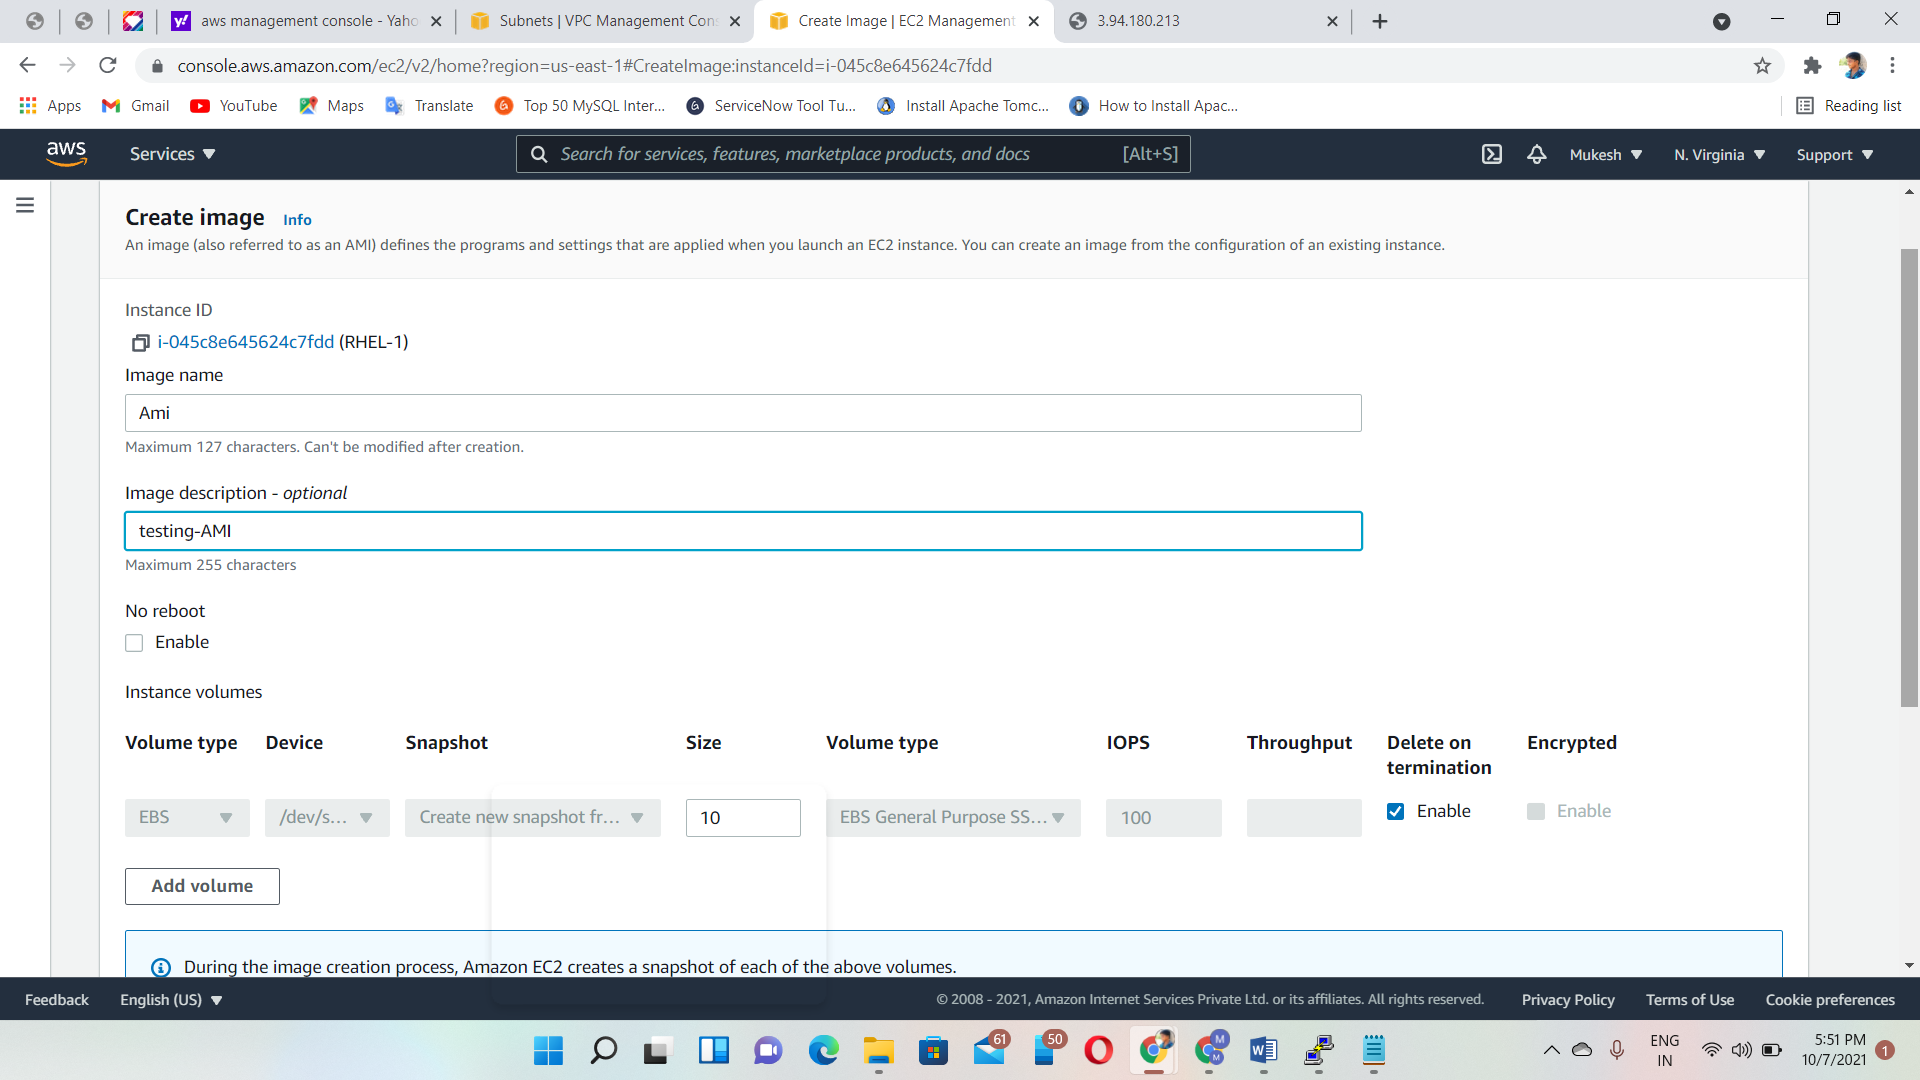 aws management console - Yaho
Subnets | VPC Management Con
Create Image | EC2 Management
3.94.180.213
console.aws.amazon.com/ec2/v2/home?region=us-east-1#CreateImage:instanceId=i-045c8e645624c7fdd
Apps
Gmail
YouTube
Maps
Translate
Top 50 MySQL Inter...
ServiceNow Tool Tu...
Install Apache Tomc...
How to Install Apac...
Reading list
aws
Services
Search for services, features, marketplace products, and docs
[Alt+S]
Mukesh
N. Virginia
Support
Create image
Info
An image (also referred to as an AMI) defines the programs and settings that are applied when you launch an EC2 instance. You can create an image from the configuration of an existing instance.
Instance ID
i-045c8e645624c7fdd (RHEL-1)
Image name
Ami
Maximum 127 characters. Can't be modified after creation.
Image description - optional
testing-AMI
Maximum 255 characters
No reboot
Enable
Instance volumes
Volume type
Device
Snapshot
Size
Volume type
IOPS
Throughput
Delete on
termination
Encrypted
EBS
/dev/s...
Create new snapshot fr...
10
EBS General Purpose SS...
100
Enable
Enable
Add volume
During the image creation process, Amazon EC2 creates a snapshot of each of the above volumes.
Feedback
English (US)
© 2008 - 2021, Amazon Internet Services Private Ltd. or its affiliates. All rights reserved.
Privacy Policy
Terms of Use
Cookie preferences
61
50
M
M
ENG
IN
5:51 PM
10/7/2021
1